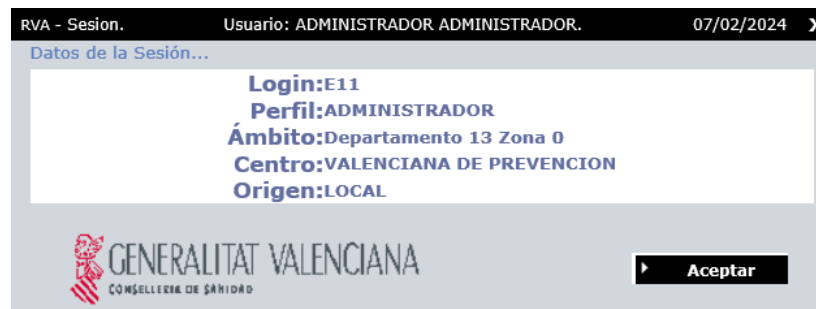 RVA - Sesion. Usuario: ADMINISTRADOR ADMINISTRADOR. 07/02/2024 X
Datos de la Sesión...
Login:E11
Perfil:ADMINISTRADOR
Ámbito:Departamento 13 Zona 0
Centro:VALENCIANA DE PREVENCION
Origen:LOCAL
GENERALITAT VALENCIANA
CONSELLERIA DE SANIDAD
Aceptar